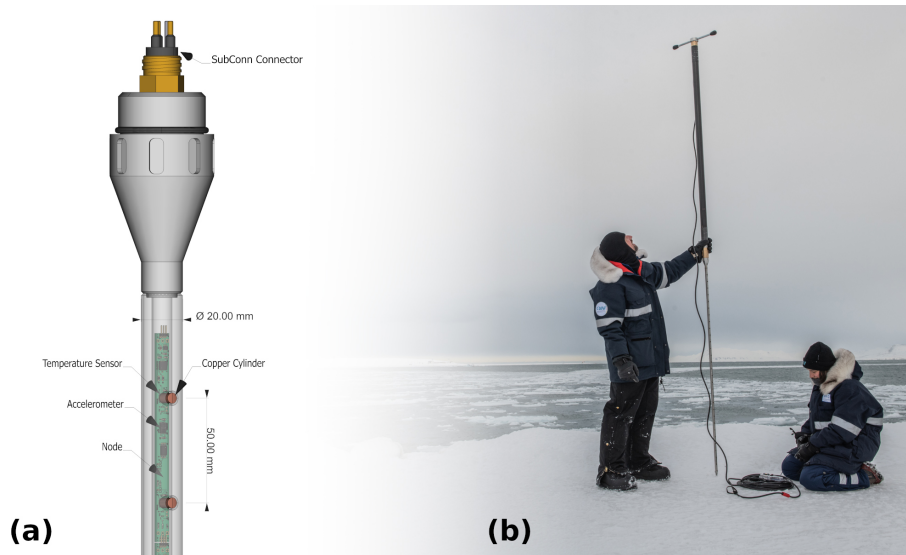 SubConn Connector
Ø 20.00 mm
Temperature Sensor
Copper Cylinder
Accelerometer
50.00 mm
Node
(a)
(b)